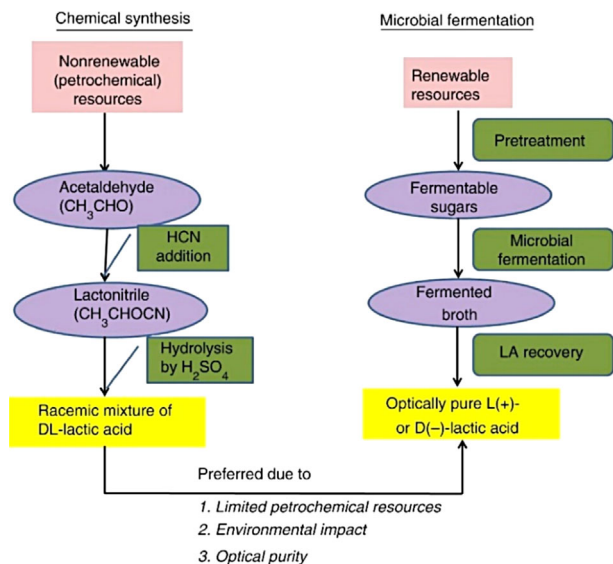 Chemical synthesis
Nonrenewable
(petrochemical)
resources
Acetaldehyde
(CH₃CHO)
HCN
addition
Lactonitrile
(CH₃CHOCN)
Hydrolysis
by H₂SO₄
Racemic mixture of
DL-lactic acid
Microbial fermentation
Renewable
resources
Pretreatment
Fermentable
sugars
Microbial
fermentation
Fermented
broth
LA recovery
Optically pure L(+)-
or D(–)-lactic acid
Preferred due to
1. Limited petrochemical resources
2. Environmental impact
3. Optical purity